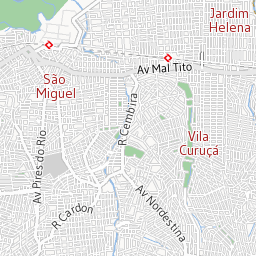 Jardim
Helena
Av Mal Tito
São
Miguel
R Cembira
Vila
Curuçá
Av Pires do Rio
R Cardon
Av Nordestina